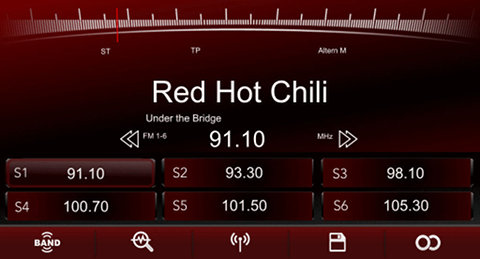 ST TP Altern M
Red Hot Chili
Under the Bridge
FM 1-6 91.10 MHz
S1 91.10 S2 93.30 S3 98.10
S4 100.70 S5 101.50 S6 105.30
BAND